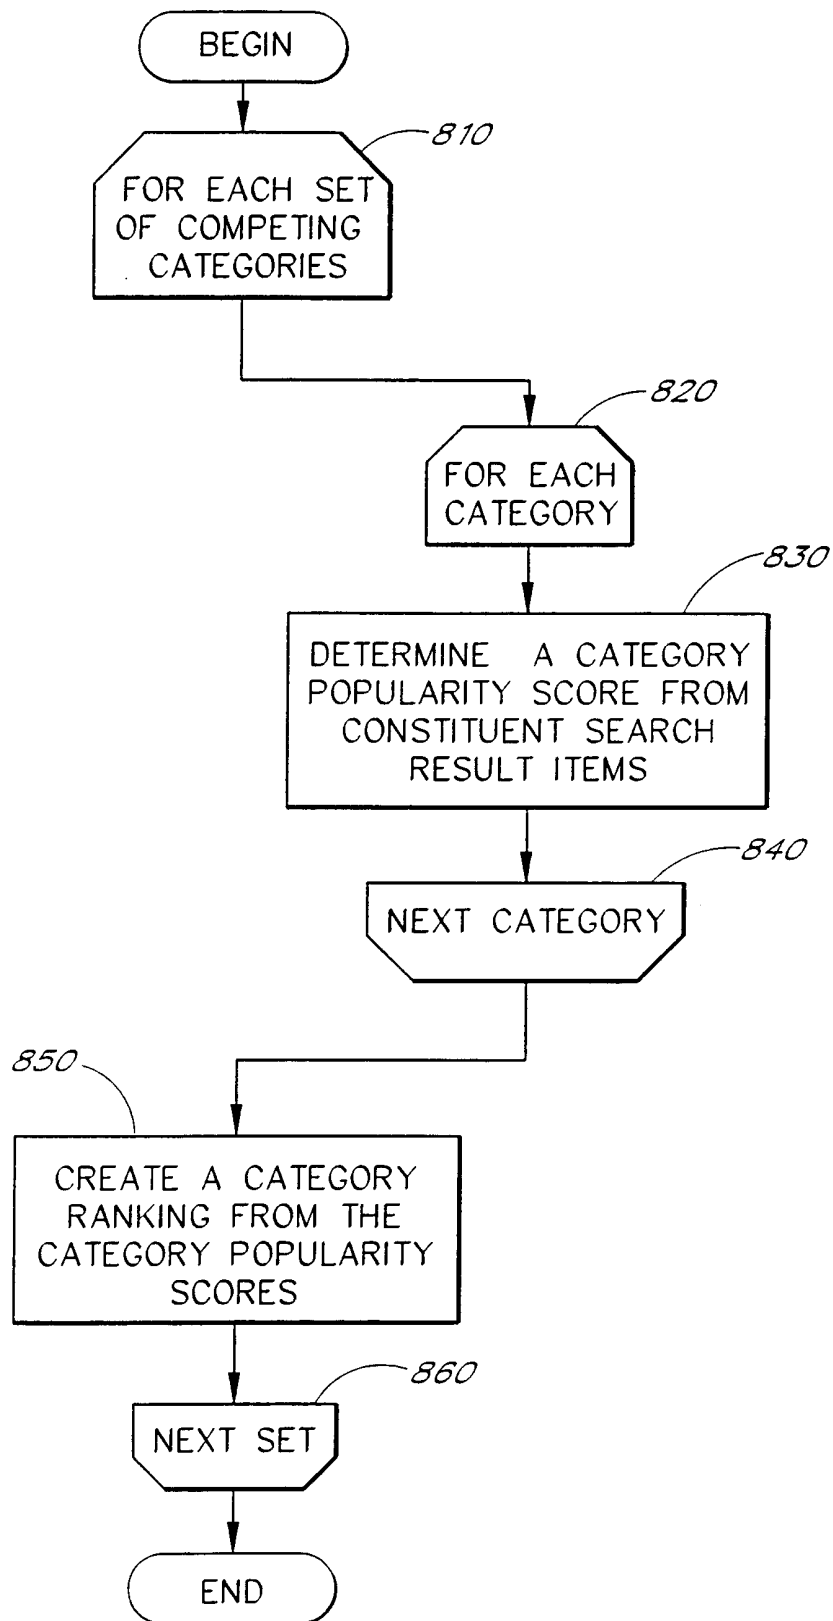 BEGIN
810
FOR EACH SET
OF COMPETING
CATEGORIES
820
FOR EACH
CATEGORY
830
DETERMINE A CATEGORY
POPULARITY SCORE FROM
CONSTITUENT SEARCH
RESULT ITEMS
840
NEXT CATEGORY
850
CREATE A CATEGORY
RANKING FROM THE
CATEGORY POPULARITY
SCORES
860
NEXT SET
END